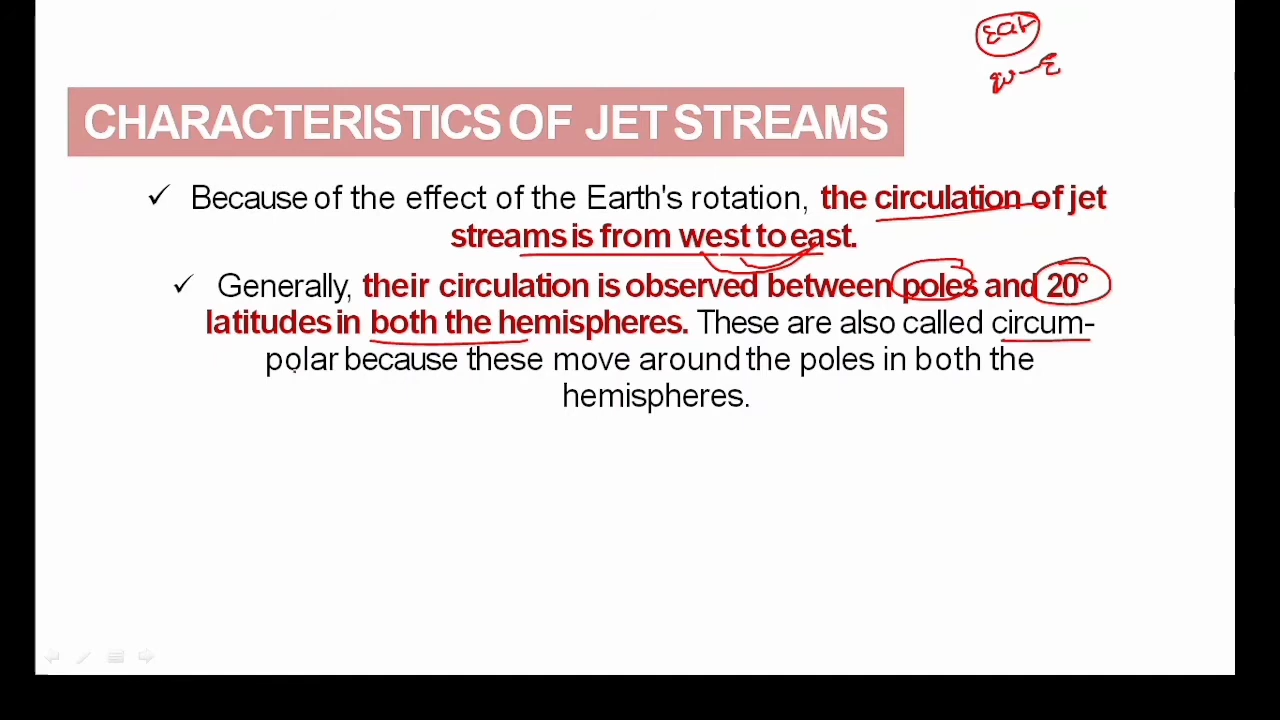 Ear
W-E
CHARACTERISTICS OF JET STREAMS
✓ Because of the effect of the Earth's rotation, the circulation of jet
streams is from west to east.
✓ Generally, their circulation is observed between poles and 20°
latitudes in both the hemispheres. These are also called circum-
polar because these move around the poles in both the
hemispheres.